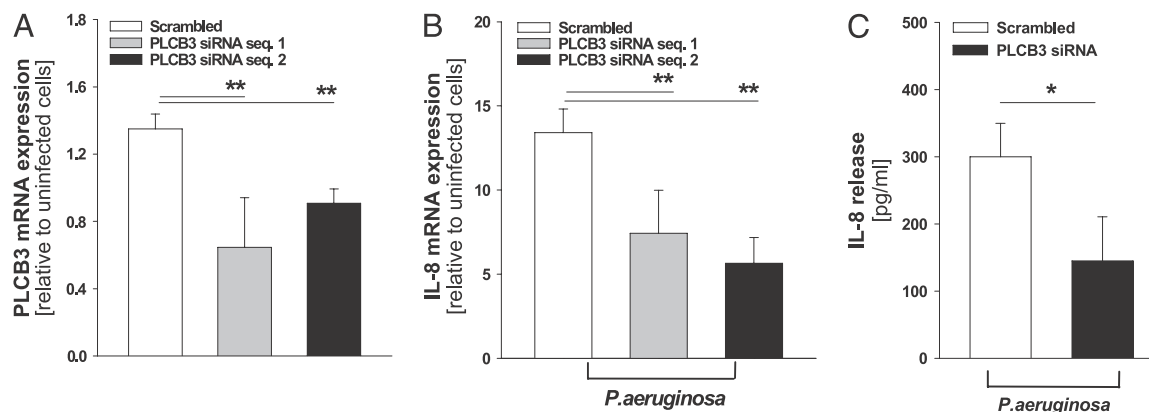 A
Scrambled
PLCB3 siRNA seq. 1
PLCB3 siRNA seq. 2
PLCB3 mRNA expression
[relative to uninfected cells]
1.8
1.4
1.2
0.8
0.4
0.0
**
**
B
Scrambled
PLCB3 siRNA seq. 1
PLCB3 siRNA seq. 2
IL-8 mRNA expression
[relative to uninfected cells]
20
15
13
10
5
0
**
**
P.aeruginosa
C
Scrambled
PLCB3 siRNA
IL-8 release
[pg/ml]
500
400
300
200
100
0
*
P.aeruginosa